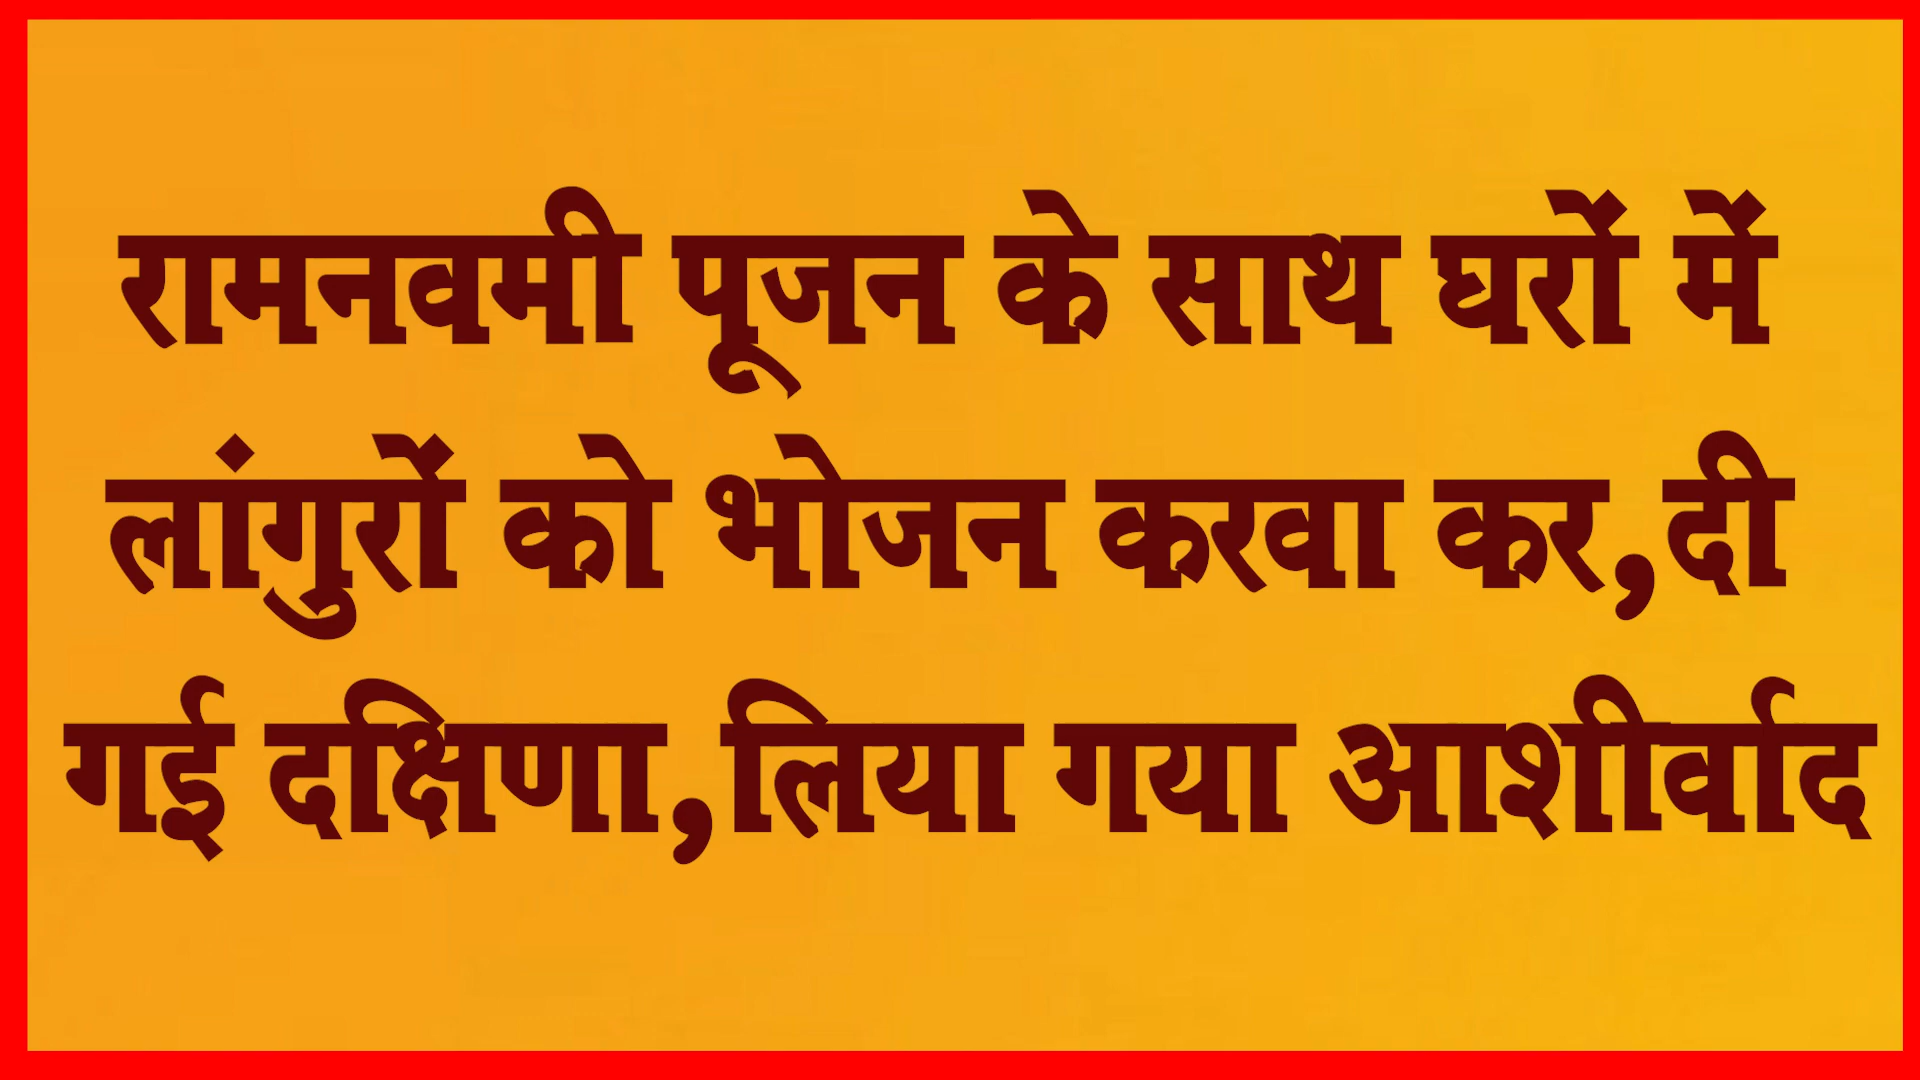 रामनवमी पूजन के साथ घरों में
लांगुरों को भोजन करवा कर,दी
गई दक्षिणा,लिया गया आशीर्वाद